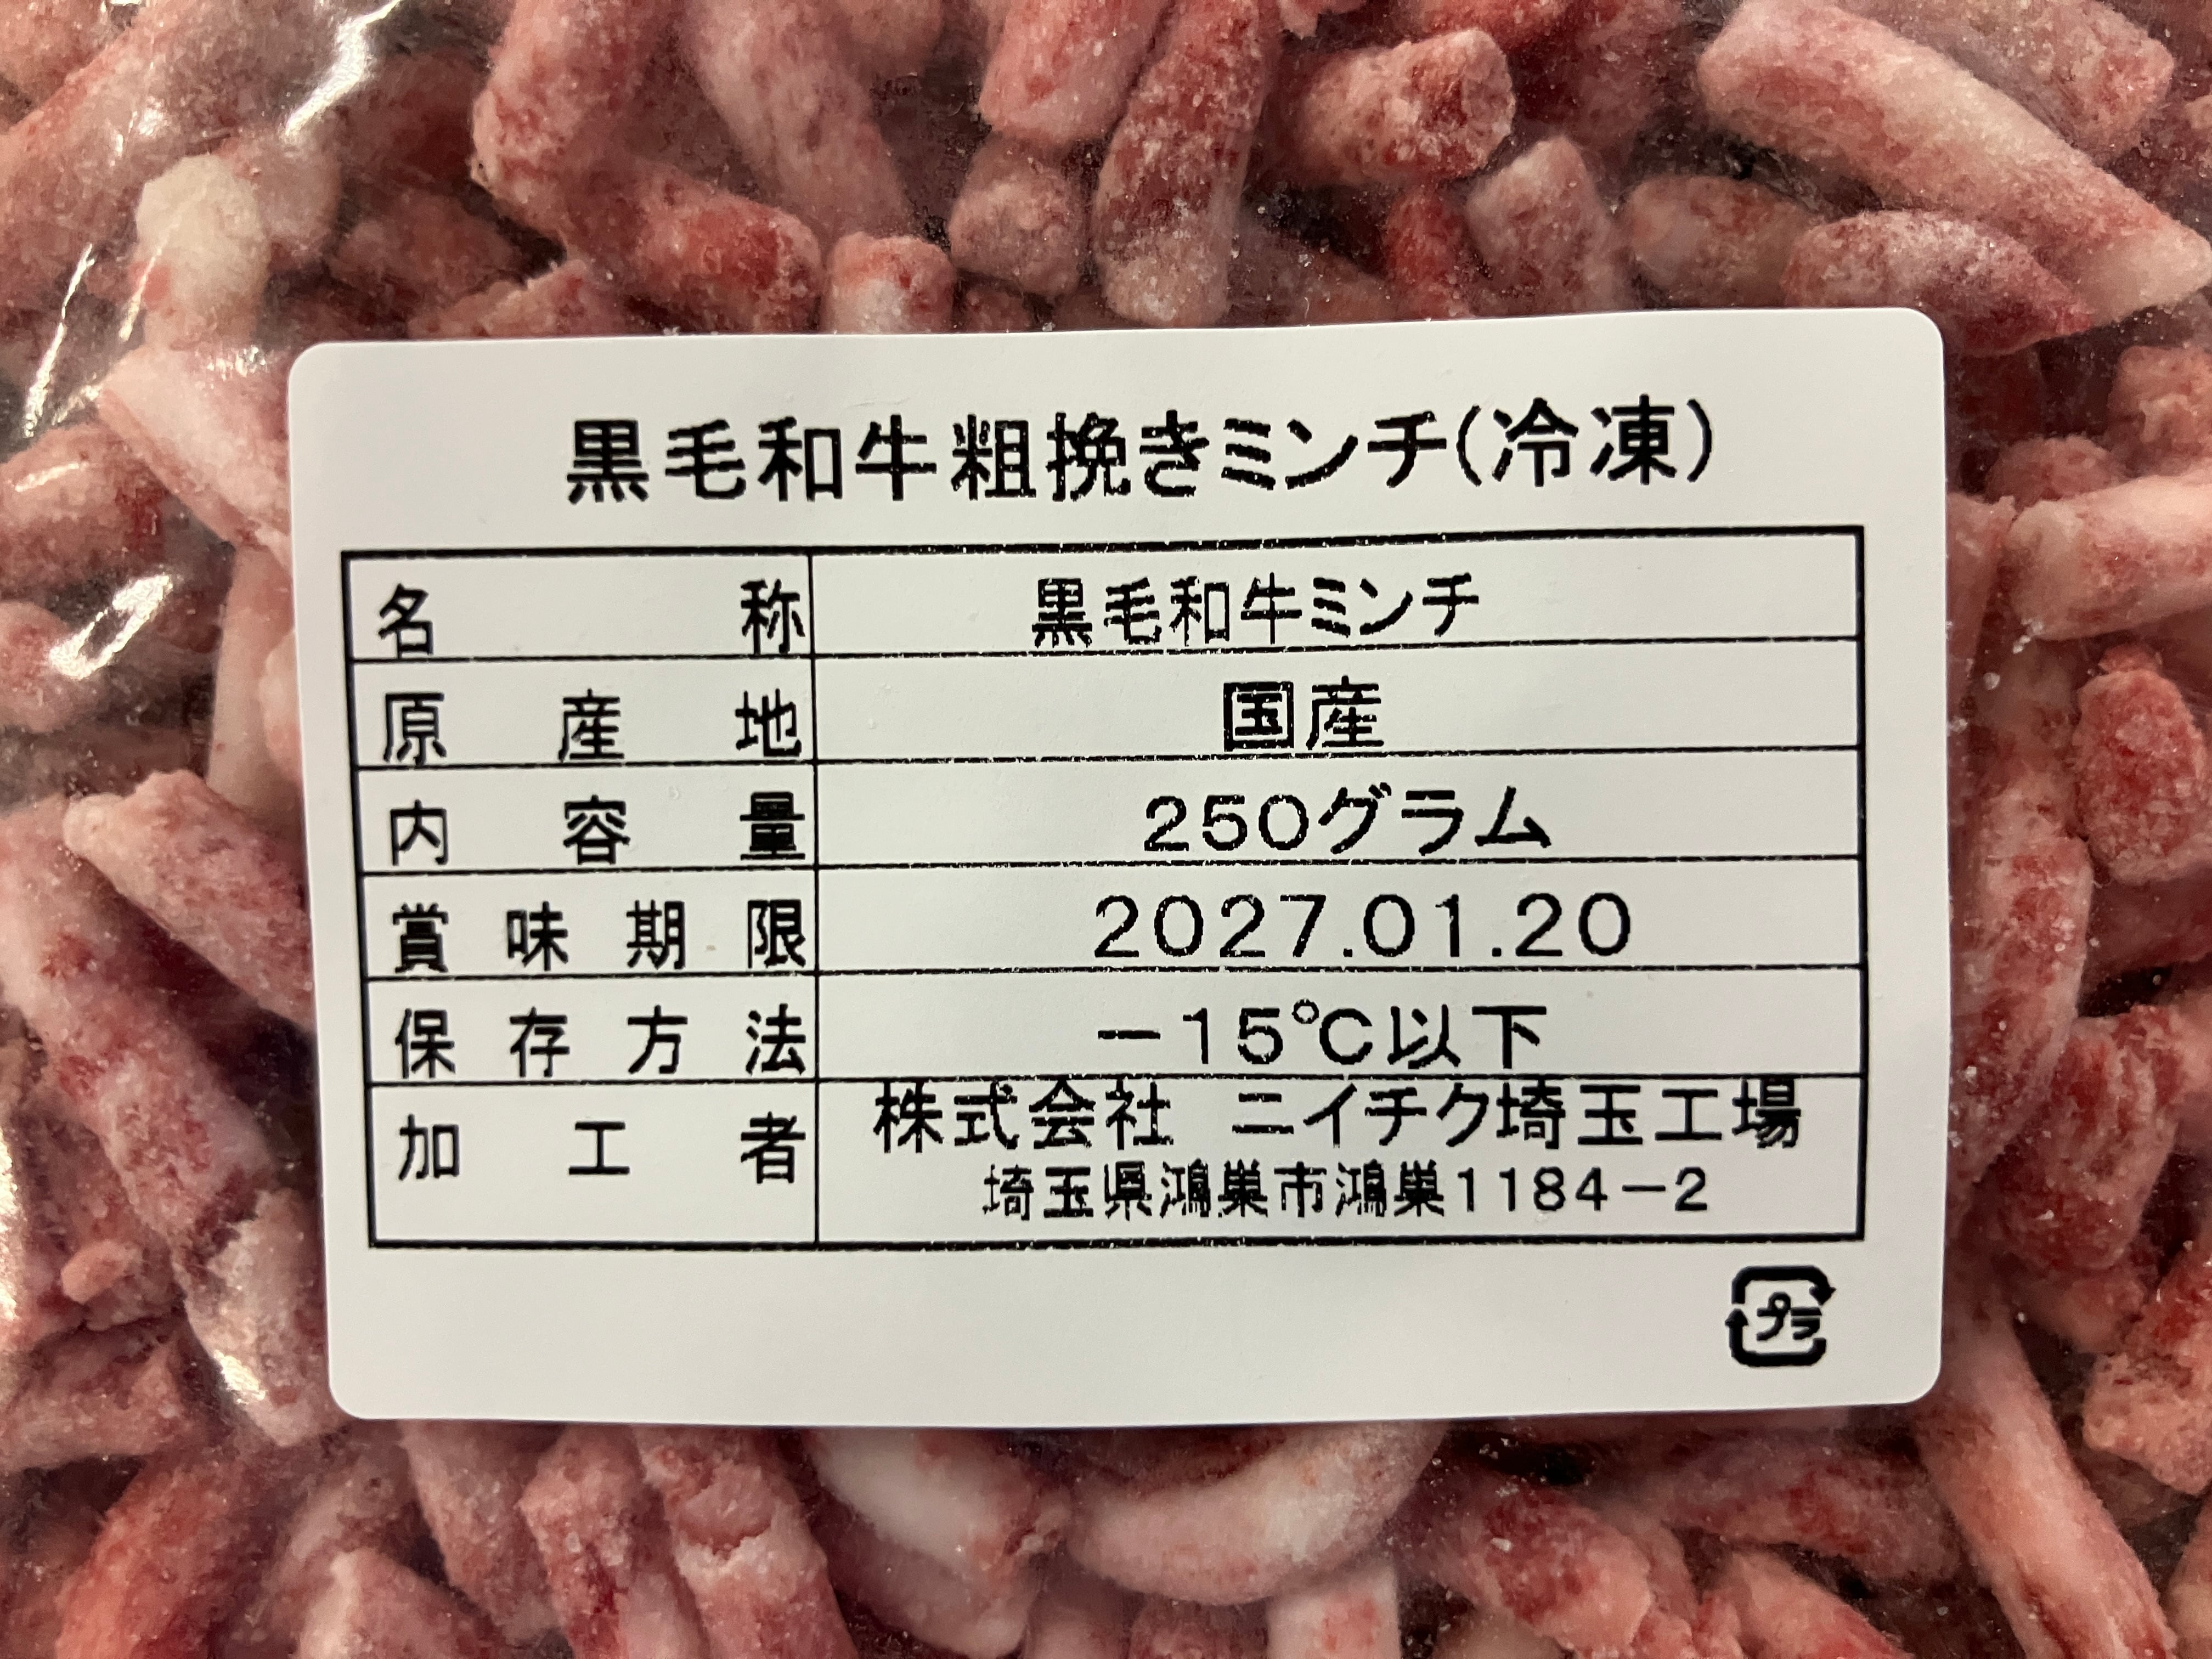 黒毛和牛粗挽きミンチ(冷凍)
名称 黒毛和牛ミンチ
原産地 国産
内容量 250グラム
賞味期限 2027.01.20
保存方法 －15℃以下
加工者 株式会社 ニイチク埼玉工場
埼玉県鴻巣市鴻巣1184－2
プラ